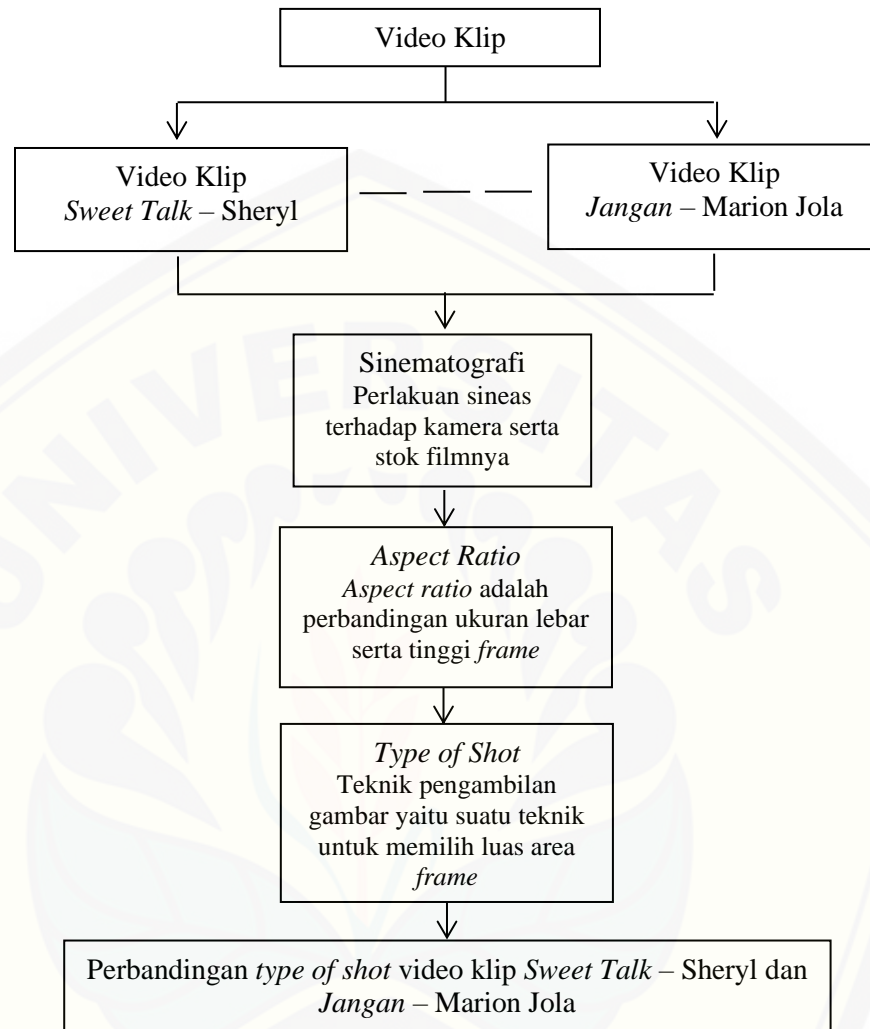 Video Klip
Video Klip
Sweet Talk – Sheryl
Video Klip
Jangan – Marion Jola
Sinematografi
Perlakuan sineas
terhadap kamera serta
stok filmnya
Aspect Ratio
Aspect ratio adalah
perbandingan ukuran lebar
serta tinggi frame
Type of Shot
Teknik pengambilan
gambar yaitu suatu teknik
untuk memilih luas area
frame
Perbandingan type of shot video klip Sweet Talk – Sheryl dan
Jangan – Marion Jola
UNIVERSITAS